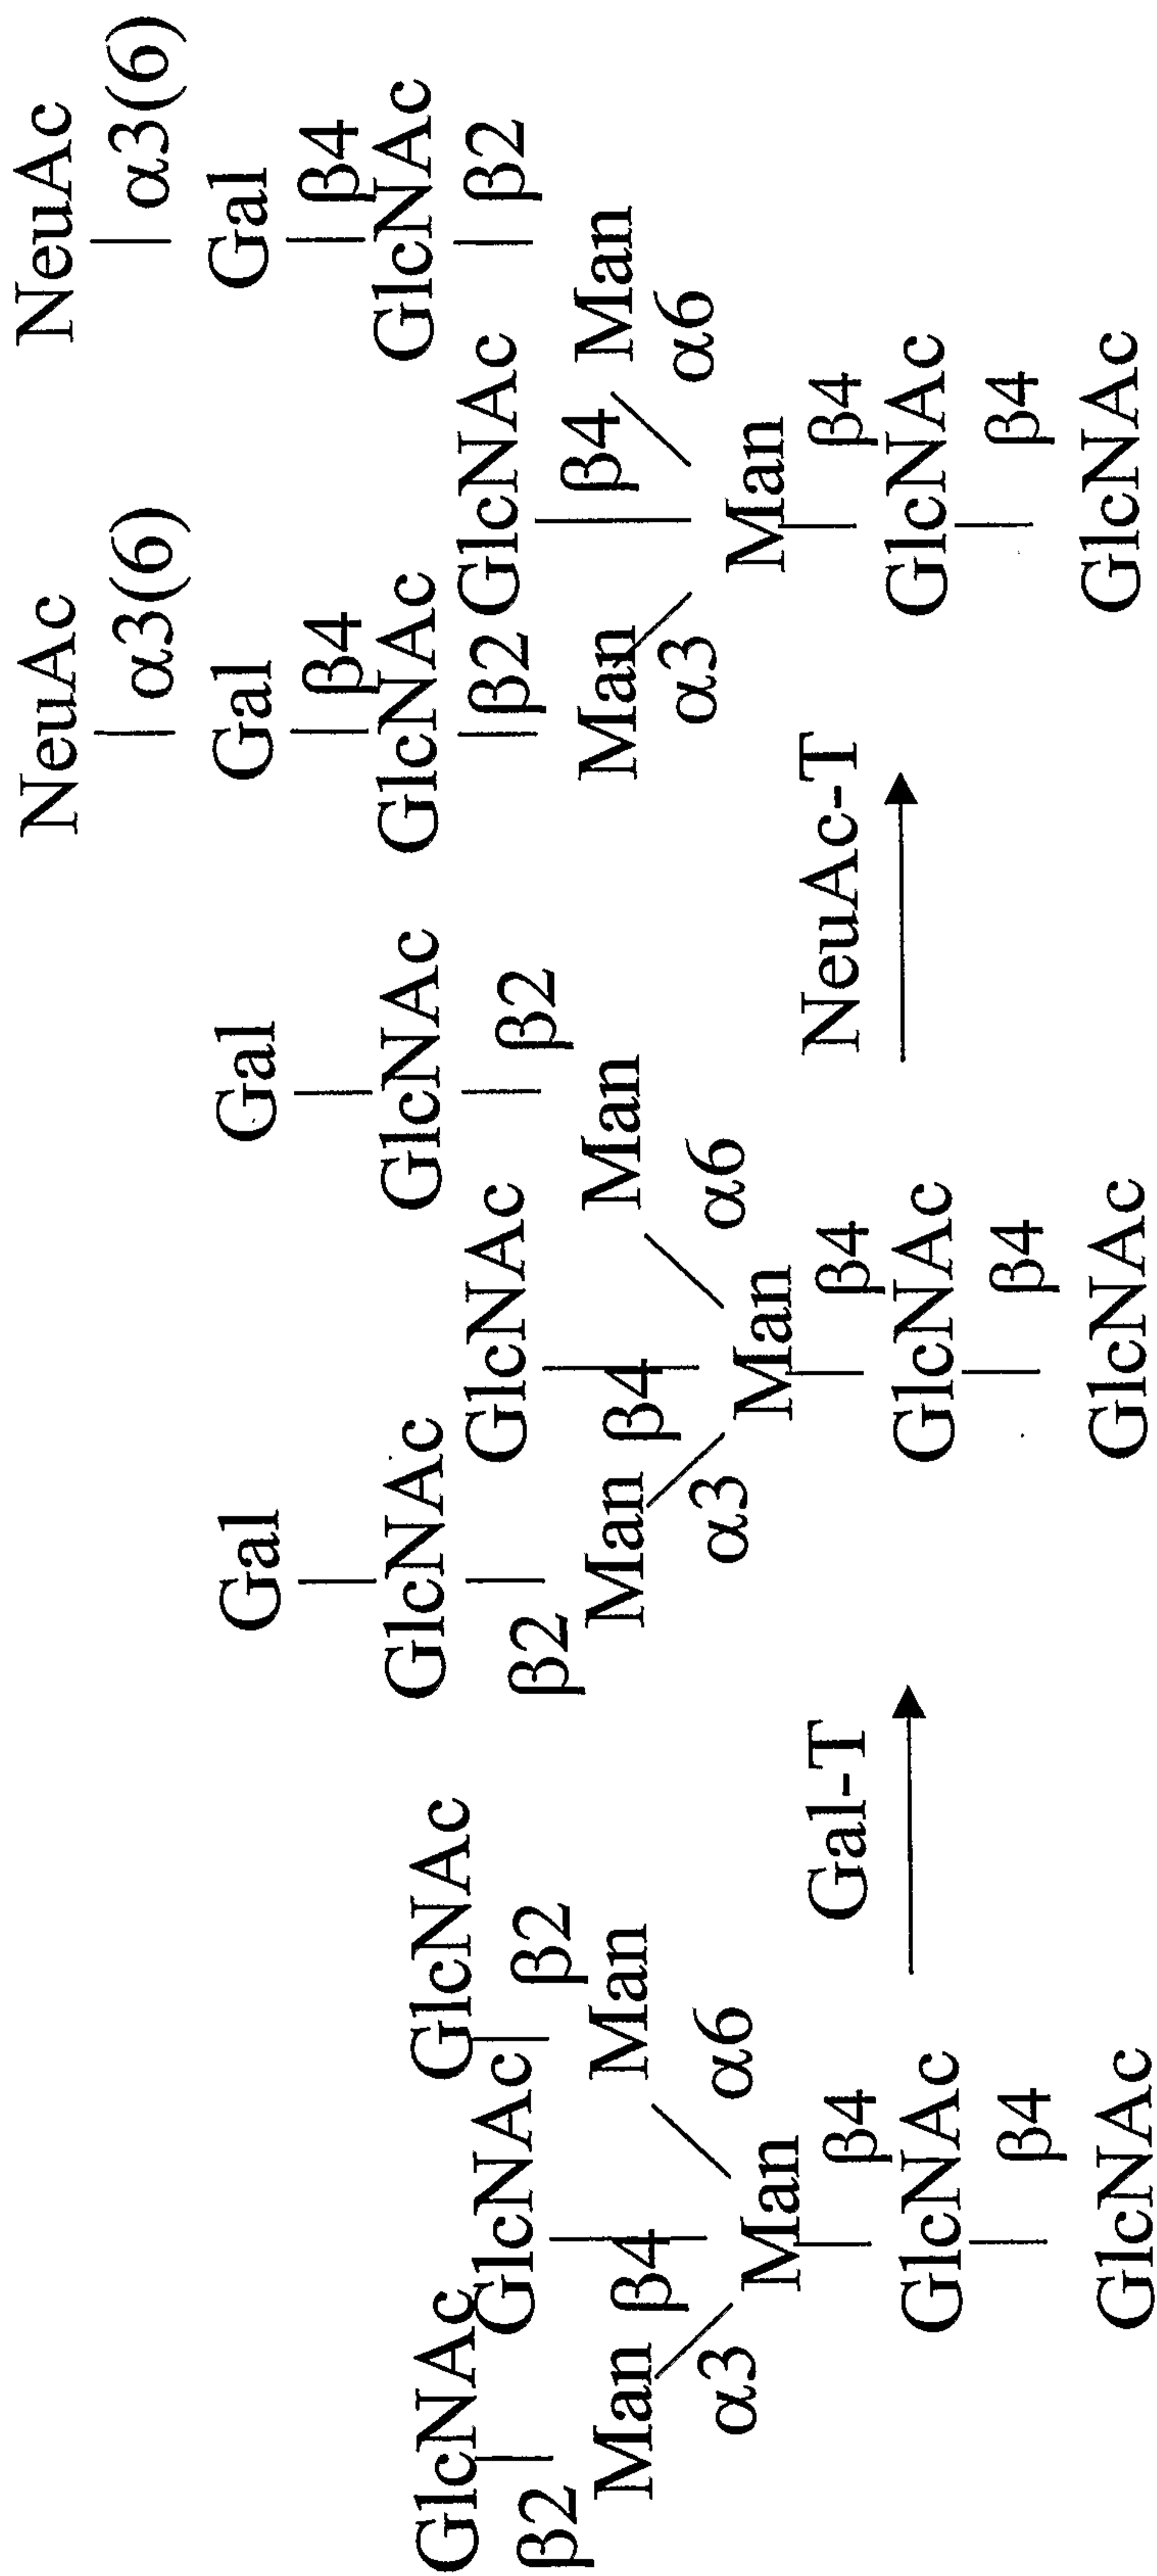 GlcNAc
GlcNAc
GlcNAc
β2
β2
Man
β4
Man
α3
α6
Man
β4
GlcNAc
β4
GlcNAc
Gal-T
Gal
Gal
GlcNAc
GlcNAc
GlcNAc
β2
β2
Man
β4
Man
α3
α6
Man
β4
GlcNAc
β4
GlcNAc
NeuAc-T
NeuAc
NeuAc
α3(6)
α3(6)
Gal
Gal
β4
β4
GlcNAc
GlcNAc
GlcNAc
β2
β2
Man
β4
Man
α3
α6
Man
β4
GlcNAc
β4
GlcNAc